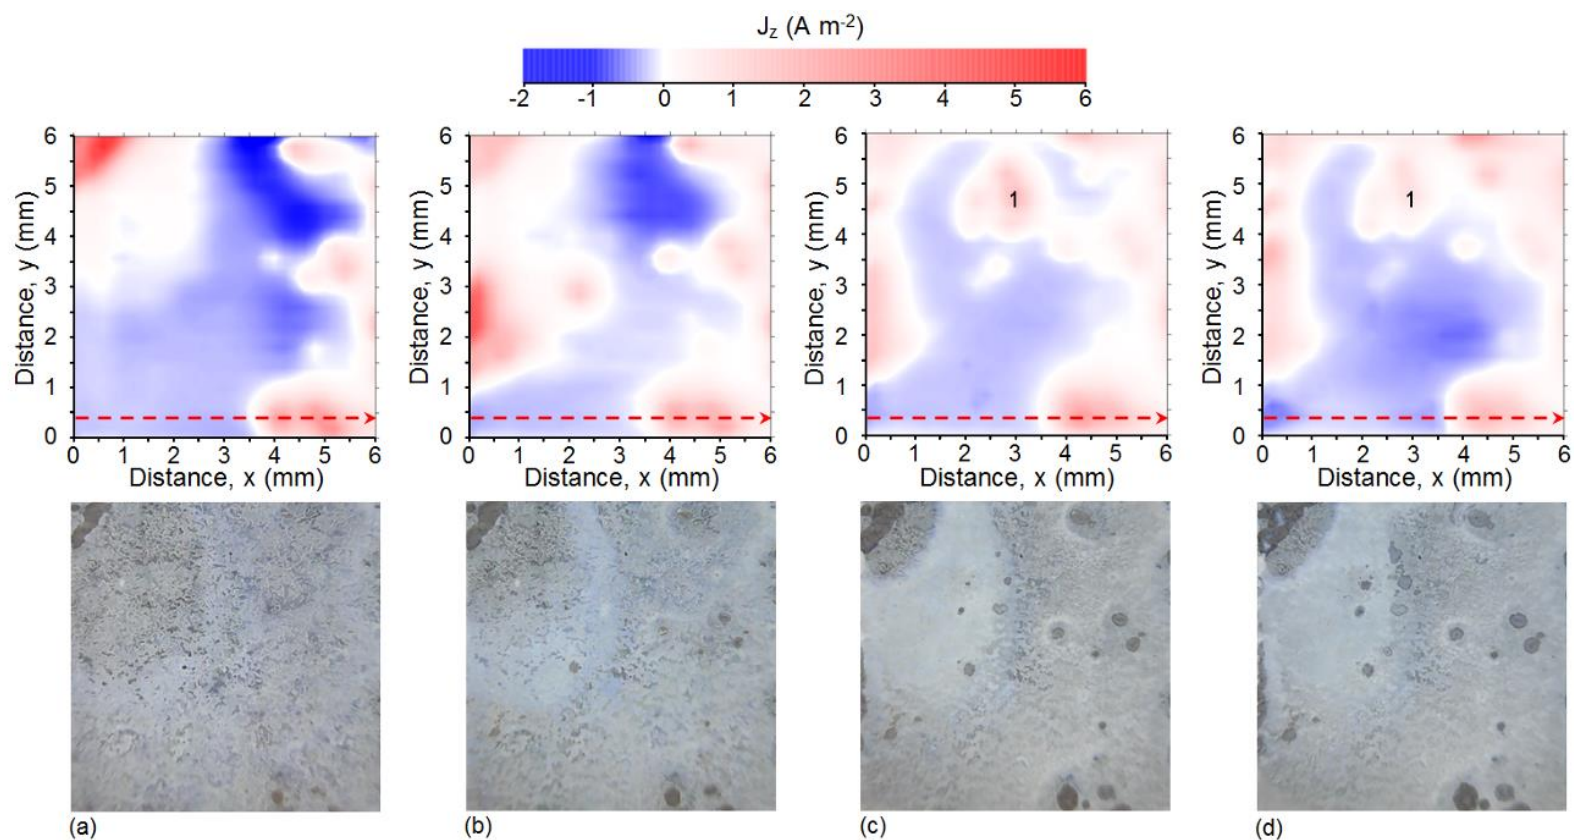 J_z (A m^-2)
-2 -1 0 1 2 3 4 5 6
6 5 4 3 2 1 0
Distance, y (mm)
0 1 2 3 4 5 6
Distance, x (mm)
6 5 4 3 2 1 0
Distance, y (mm)
0 1 2 3 4 5 6
Distance, x (mm)
1
6 5 4 3 2 1 0
Distance, y (mm)
0 1 2 3 4 5 6
Distance, x (mm)
1
6 5 4 3 2 1 0
Distance, y (mm)
0 1 2 3 4 5 6
Distance, x (mm)
(a)
(b)
(c)
(d)